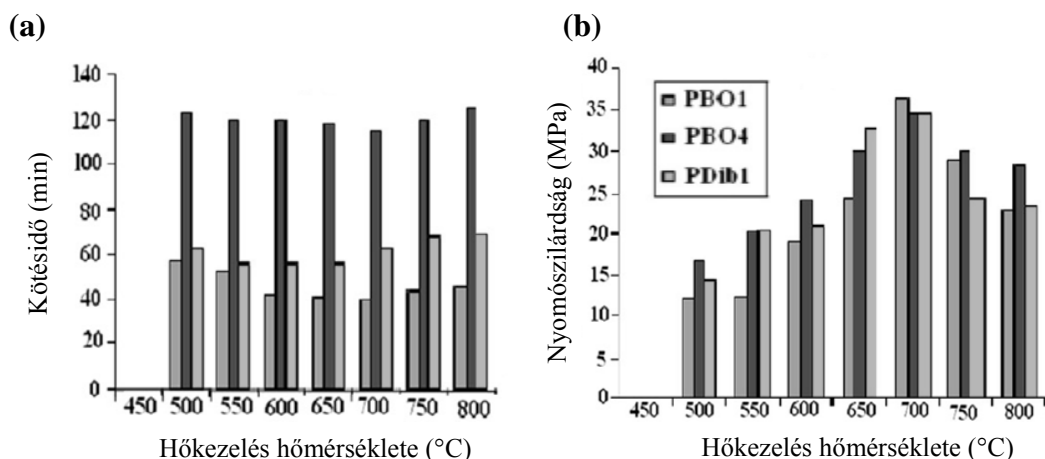 (a)
Kötésidő (min)
140
120
100
80
60
40
20
0
450 500 550 600 650 700 750 800
Hőkezelés hőmérséklete (°C)
(b)
Nyomószilárdság (MPa)
40
35
30
25
20
15
10
5
0
PBO1
PBO4
PDib1
450 500 550 600 650 700 750 800
Hőkezelés hőmérséklete (°C)